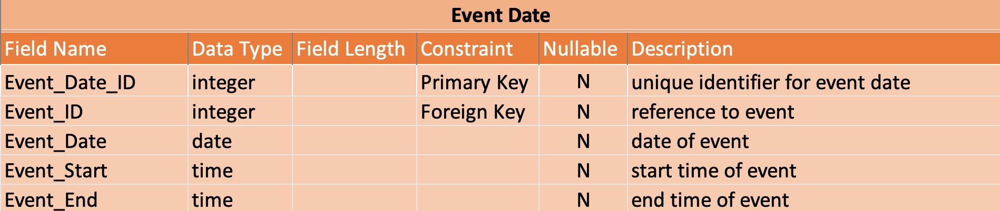 Event Date
Field Name Data Type Field Length Constraint Nullable Description
Event_Date_ID integer Primary Key N unique identifier for event date
Event_ID integer Foreign Key N reference to event
Event_Date date N date of event
Event_Start time N start time of event
Event_End time N end time of event